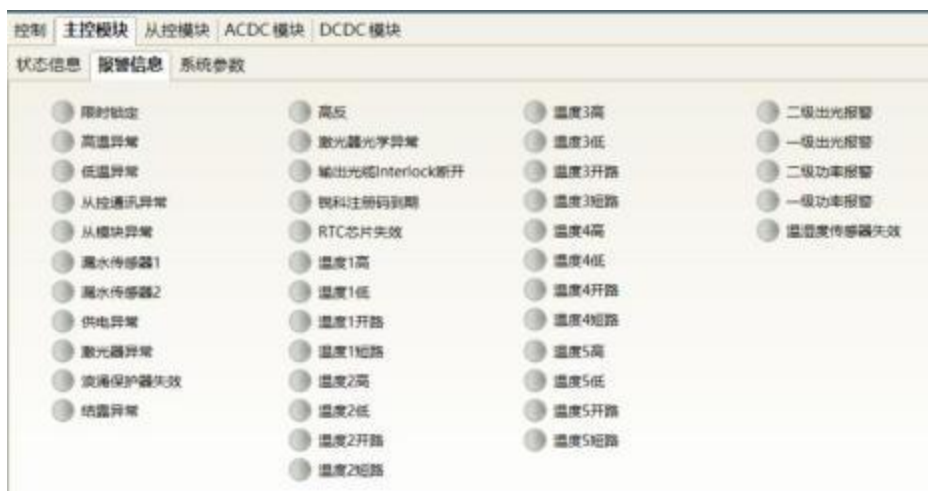 控制 主控模块 从控模块 ACDC模块 DCDC模块
状态信息 报警信息 系统参数
限时锁定
高温异常
低温异常
从控通讯异常
从模块异常
漏水传感器1
漏水传感器2
供电异常
激光器异常
浪涌保护器失效
结露异常
高反
激光器光学异常
输出光缆Interlock断开
锐科注册码到期
RTC芯片失效
温度1高
温度1低
温度1开路
温度1短路
温度2高
温度2低
温度2开路
温度2短路
温度3高
温度3低
温度3开路
温度3短路
温度4高
温度4低
温度4开路
温度4短路
温度5高
温度5低
温度5开路
温度5短路
二级出光报警
一级出光报警
二级功率报警
一级功率报警
温湿度传感器失效